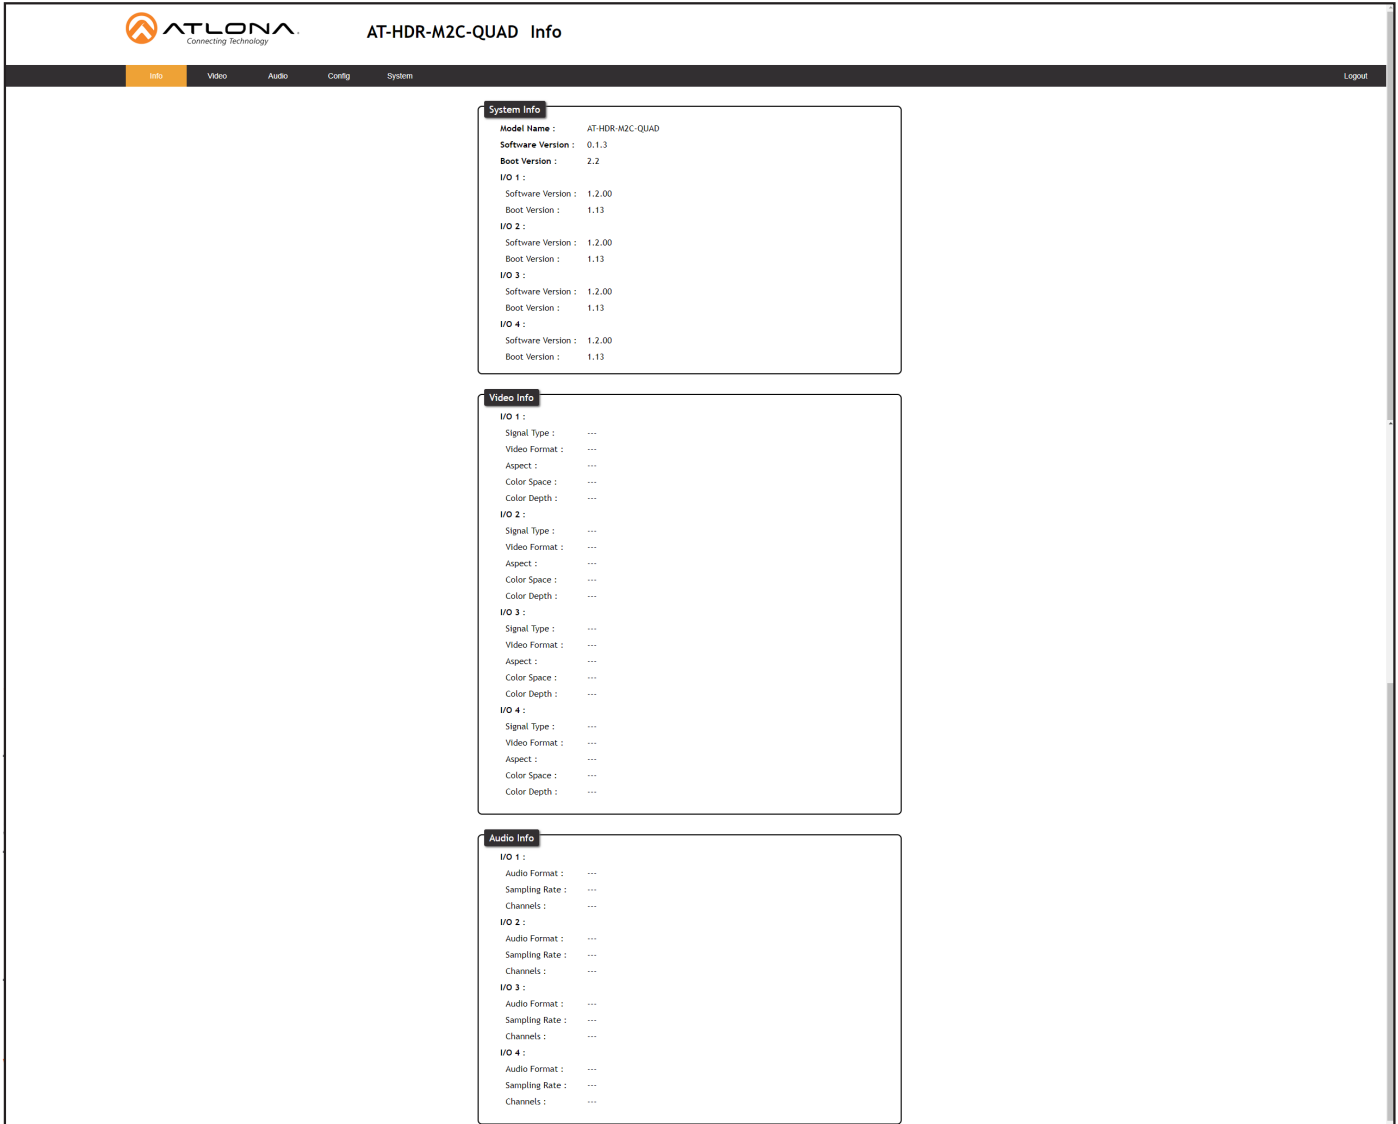 ATLONA.
Connecting Technology
AT-HDR-M2C-QUAD Info
Info Video Audio Config System Logout
System Info
Model Name : AT-HDR-M2C-QUAD
Software Version : 0.1.3
Boot Version : 2.2
I/O 1 :
Software Version : 1.2.00
Boot Version : 1.13
I/O 2 :
Software Version : 1.2.00
Boot Version : 1.13
I/O 3 :
Software Version : 1.2.00
Boot Version : 1.13
I/O 4 :
Software Version : 1.2.00
Boot Version : 1.13
Video Info
I/O 1 :
Signal Type : ---
Video Format : ---
Aspect : ---
Color Space : ---
Color Depth : ---
I/O 2 :
Signal Type : ---
Video Format : ---
Aspect : ---
Color Space : ---
Color Depth : ---
I/O 3 :
Signal Type : ---
Video Format : ---
Aspect : ---
Color Space : ---
Color Depth : ---
I/O 4 :
Signal Type : ---
Video Format : ---
Aspect : ---
Color Space : ---
Color Depth : ---
Audio Info
I/O 1 :
Audio Format : ---
Sampling Rate : ---
Channels : ---
I/O 2 :
Audio Format : ---
Sampling Rate : ---
Channels : ---
I/O 3 :
Audio Format : ---
Sampling Rate : ---
Channels : ---
I/O 4 :
Audio Format : ---
Sampling Rate : ---
Channels : ---